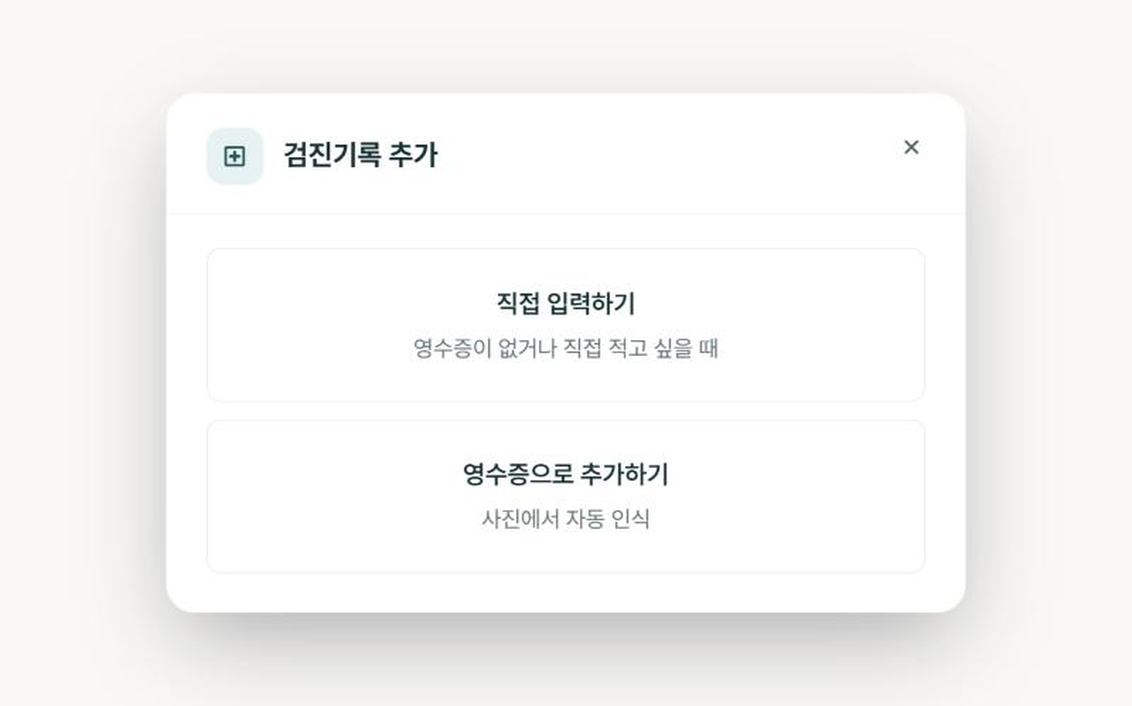 검진기록 추가
직접 입력하기
영수증이 없거나 직접 적고 싶을 때
영수증으로 추가하기
사진에서 자동 인식